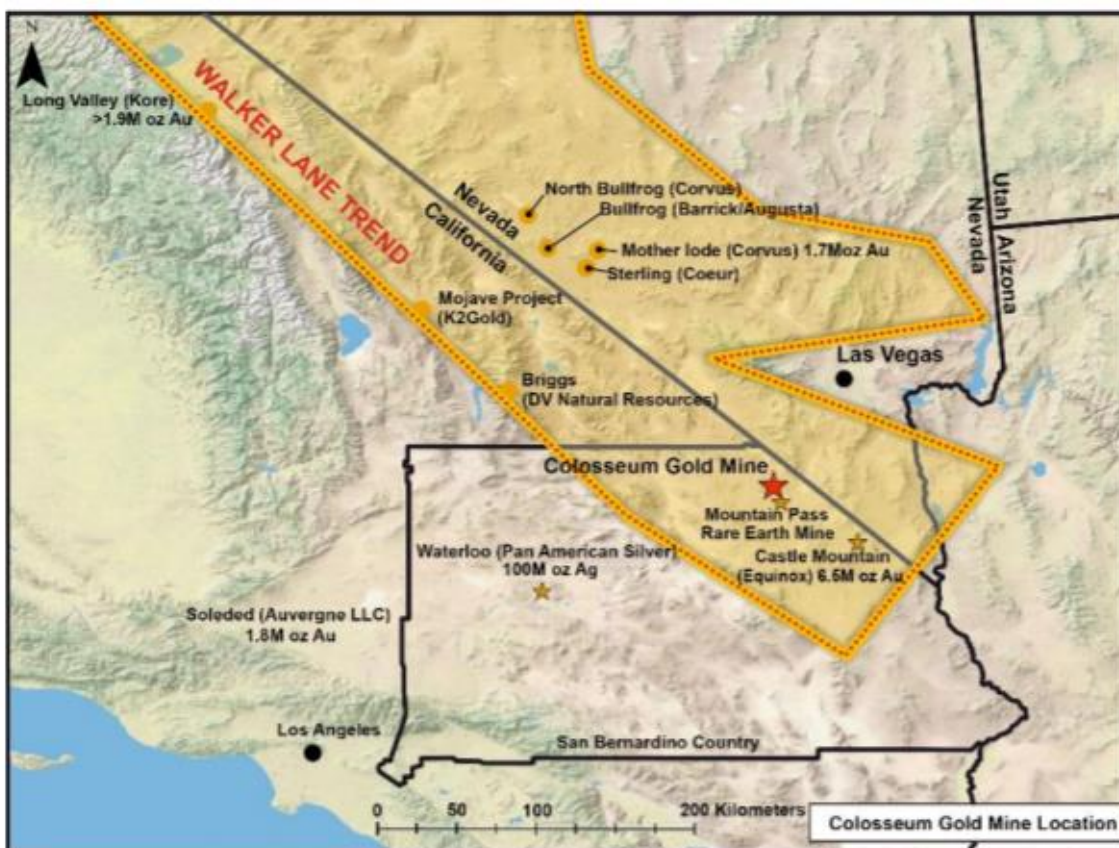 N
Long Valley (Kore)
>1.9M oz Au
WALKER LANE TREND
Nevada
California
North Bullfrog (Corvus)
Bullfrog (Barrick/Augusta)
Mother lode (Corvus) 1.7Moz Au
Sterling (Coeur)
Utah
Nevada
Arizona
Mojave Project
(K2Gold)
Las Vegas
Briggs
(DV Natural Resources)
Colosseum Gold Mine
Mountain Pass
Rare Earth Mine
Waterloo (Pan American Silver)
100M oz Ag
Castle Mountain
(Equinox) 6.5M oz Au
Soleded (Auvergne LLC)
1.8M oz Au
Los Angeles
San Bernardino Country
0 50 100 200 Kilometers
Colosseum Gold Mine Location